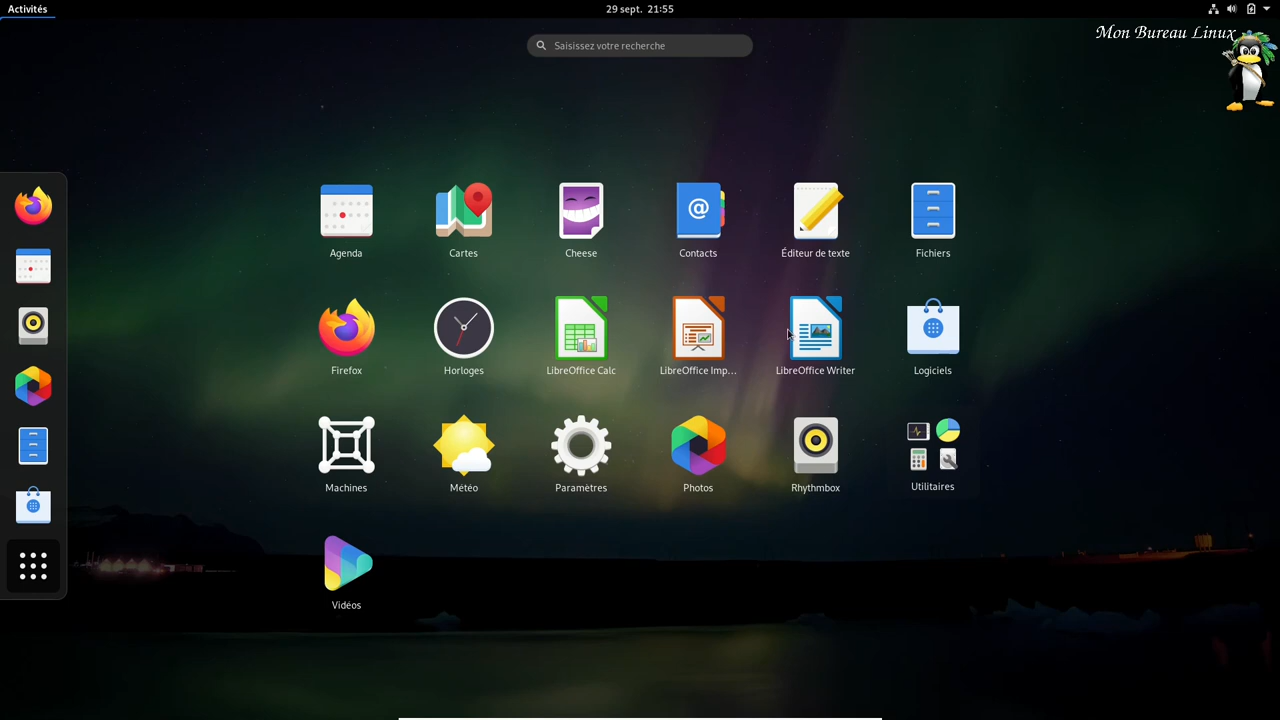 Activités
29 sept. 21:55
Mon Bureau Linux
Saisissez votre recherche
Agenda
Cartes
Cheese
Contacts
Éditeur de texte
Fichiers
Firefox
Horloges
LibreOffice Calc
LibreOffice Imp...
LibreOffice Writer
Logiciels
Machines
Météo
Paramètres
Photos
Rhythmbox
Utilitaires
Vidéos